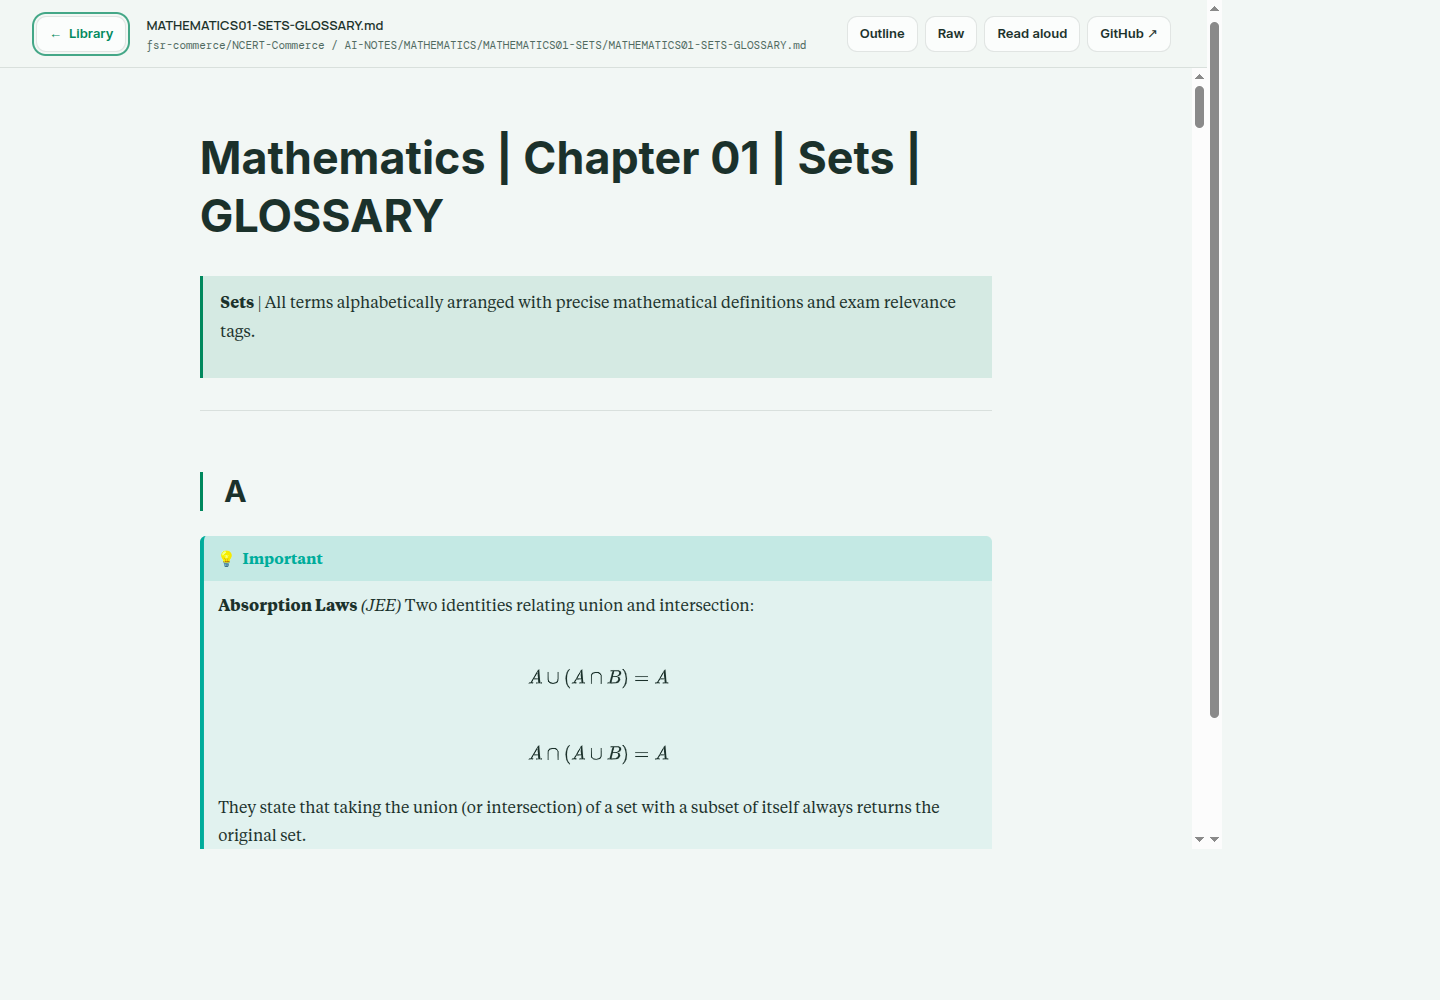 ← Library
MATHEMATICS01-SETS-GLOSSARY.md
fsr-commerce/NCERT-Commerce / AI-NOTES/MATHEMATICS/MATHEMATICS01-SETS/MATHEMATICS01-SETS-GLOSSARY.md
Outline
Raw
Read aloud
GitHub ↗
Mathematics | Chapter 01 | Sets |
GLOSSARY
Sets | All terms alphabetically arranged with precise mathematical definitions and exam relevance
tags.
A
💡 Important
Absorption Laws (JEE) Two identities relating union and intersection:
A ∪ (A ∩ B) = A
A ∩ (A ∪ B) = A
They state that taking the union (or intersection) of a set with a subset of itself always returns the
original set.